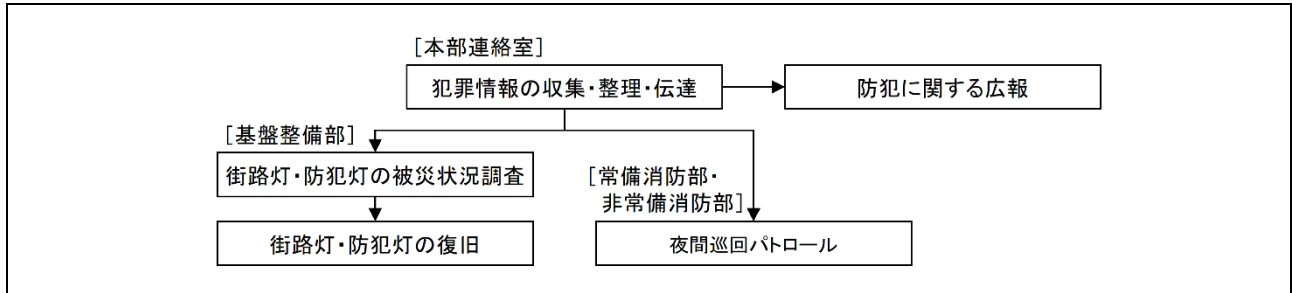 ［本部連絡室］
犯罪情報の収集・整理・伝達
防犯に関する広報
［基盤整備部］
街路灯・防犯灯の被災状況調査
［常備消防部・
非常備消防部］
街路灯・防犯灯の復旧
夜間巡回パトロール